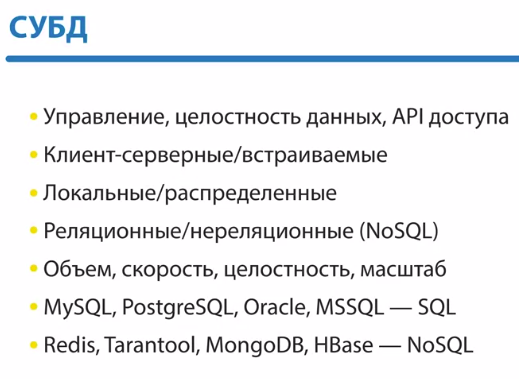 СУБД
• Управление, целостность данных, API доступа
• Клиент-серверные/встраиваемые
• Локальные/распределенные
• Реляционные/нереляционные (NoSQL)
• Объем, скорость, целостность, масштаб
• MySQL, PostgreSQL, Oracle, MSSQL — SQL
• Redis, Tarantool, MongoDB, HBase — NoSQL